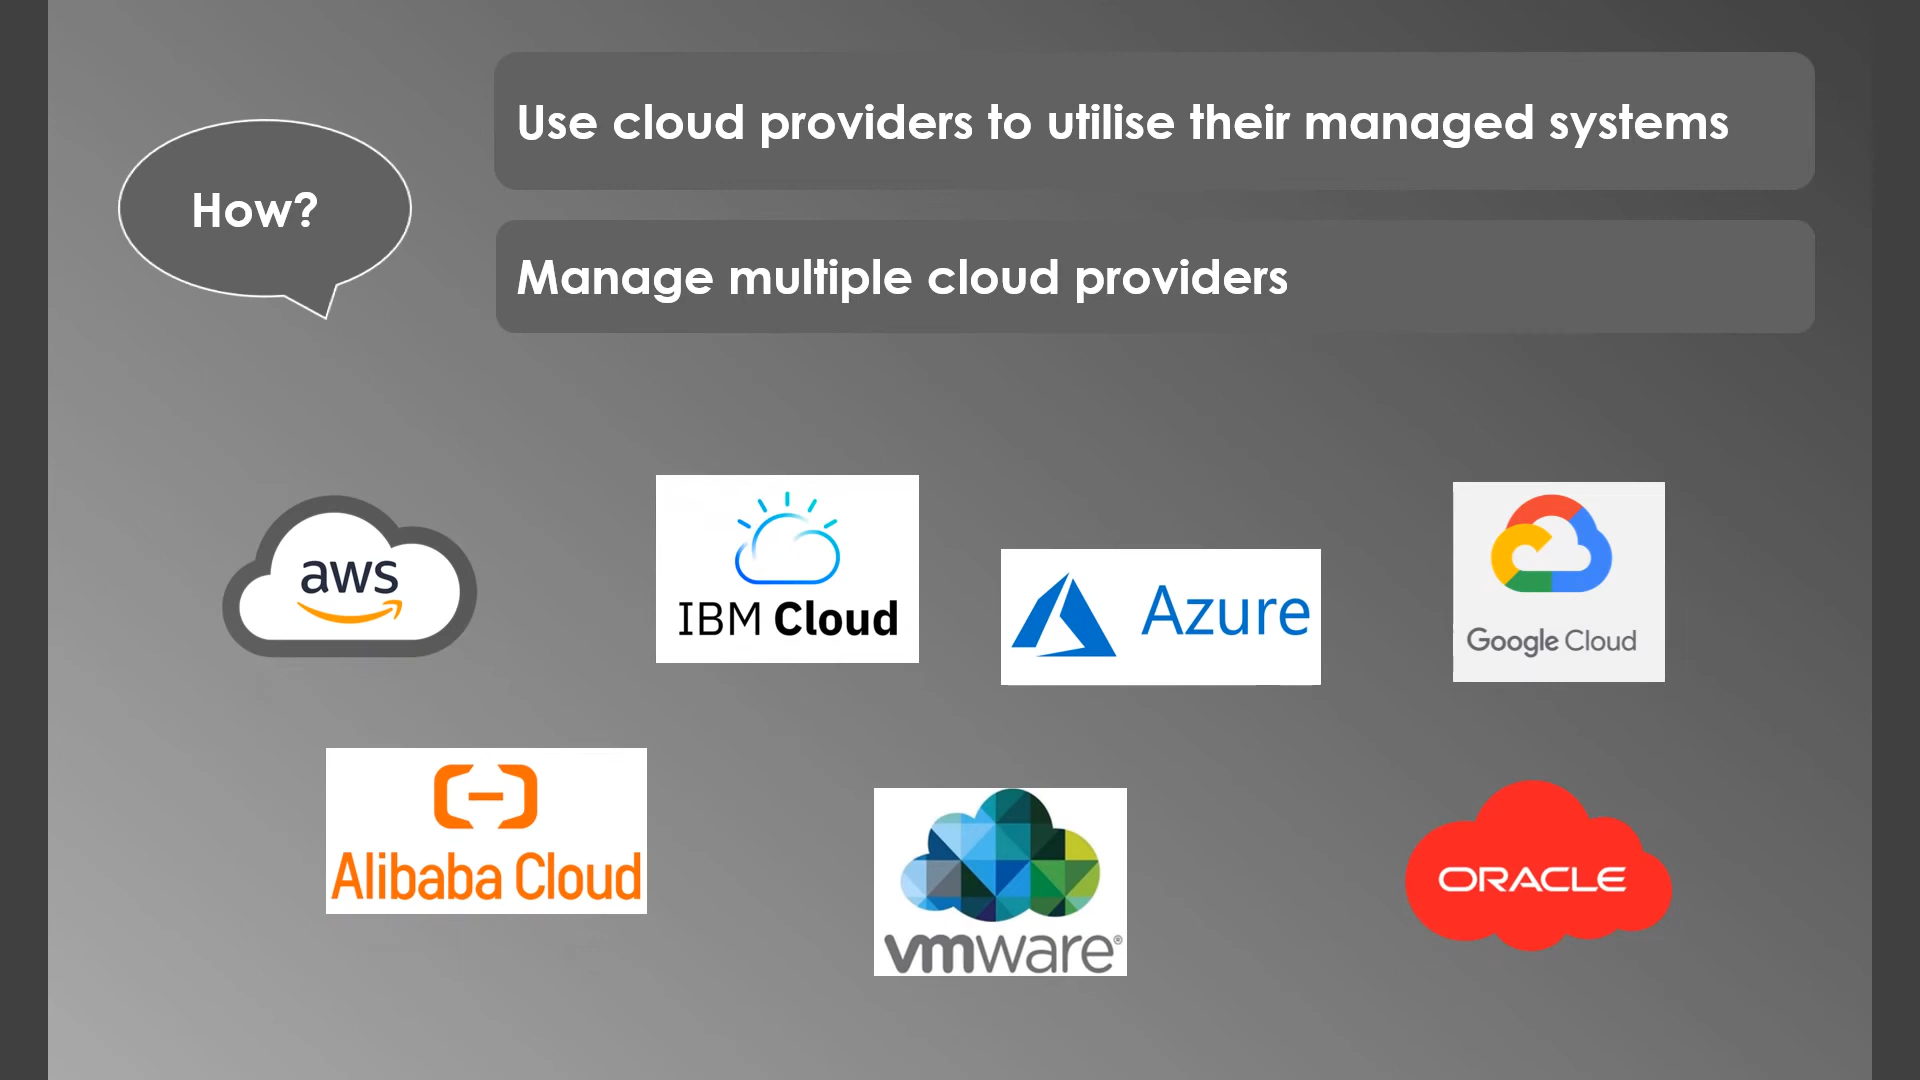 How?
Use cloud providers to utilise their managed systems
Manage multiple cloud providers
aws
IBM Cloud
Azure
Google Cloud
Alibaba Cloud
vmware®
ORACLE